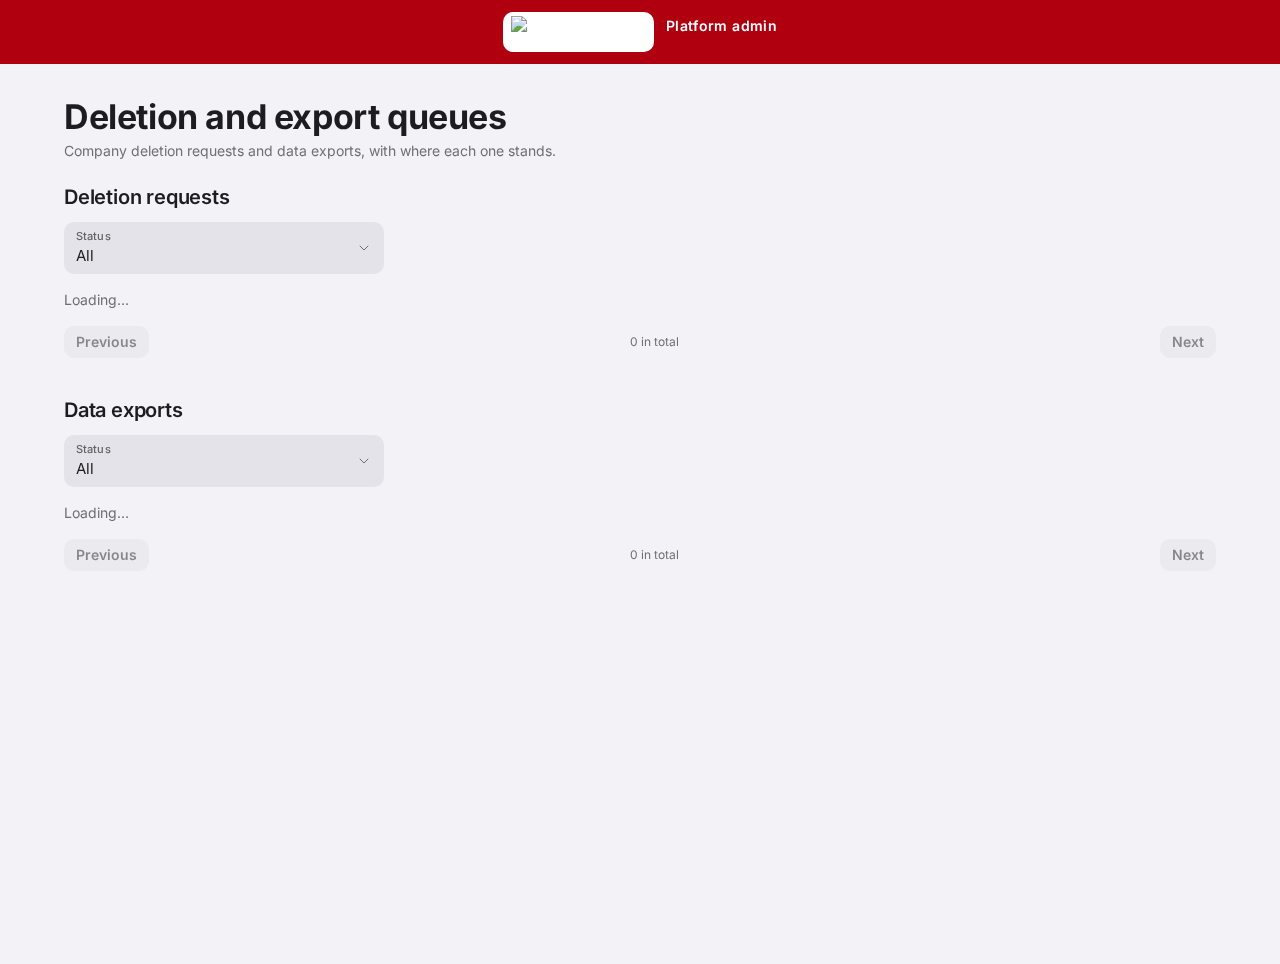 Platform admin
Deletion and export queues
Company deletion requests and data exports, with where each one stands.
Deletion requests
Status
All
Loading...
Previous
0 in total
Next
Data exports
Status
All
Loading...
Previous
0 in total
Next